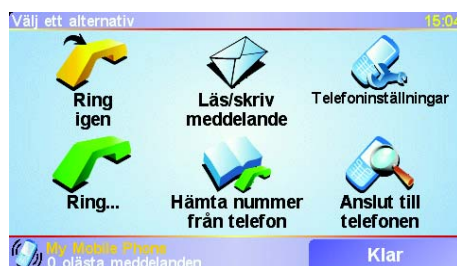 Välj ett alternativ 15:04
Ring igen
Läs/skriv meddelande
Telefoninställningar
Ring...
Hämta nummer från telefon
Anslut till telefonen
My Mobile Phone
0 olästa meddelanden
Klar